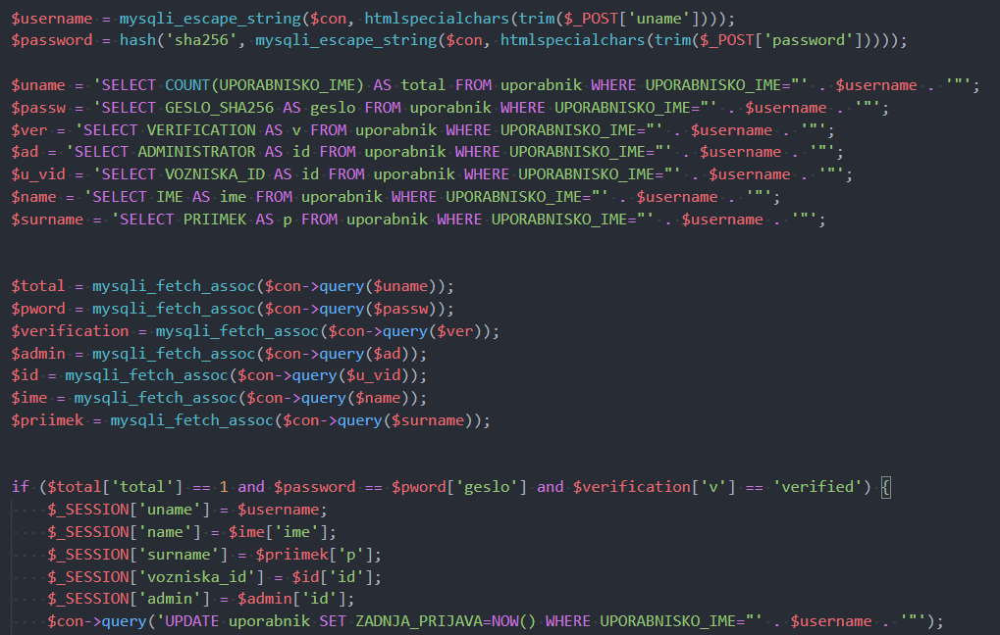 $username = mysqli_escape_string($con, htmlspecialchars(trim($_POST['uname'])));
$password = hash('sha256', mysqli_escape_string($con, htmlspecialchars(trim($_POST['password']))));
$uname = 'SELECT COUNT(UPORABNISKO_IME) AS total FROM uporabnik WHERE UPORABNISKO_IME="' . $username . '"';
$passw = 'SELECT GESLO_SHA256 AS geslo FROM uporabnik WHERE UPORABNISKO_IME="' . $username . '"';
$ver = 'SELECT VERIFICATION AS v FROM uporabnik WHERE UPORABNISKO_IME="' . $username . '"';
$ad = 'SELECT ADMINISTRATOR AS id FROM uporabnik WHERE UPORABNISKO_IME="' . $username . '"';
$u_vid = 'SELECT VOZNISKA_ID AS id FROM uporabnik WHERE UPORABNISKO_IME="' . $username . '"';
$name = 'SELECT IME AS ime FROM uporabnik WHERE UPORABNISKO_IME="' . $username . '"';
$surname = 'SELECT PRIIMEK AS p FROM uporabnik WHERE UPORABNISKO_IME="' . $username . '"';
$total = mysqli_fetch_assoc($con->query($uname));
$pword = mysqli_fetch_assoc($con->query($passw));
$verification = mysqli_fetch_assoc($con->query($ver));
$admin = mysqli_fetch_assoc($con->query($ad));
$id = mysqli_fetch_assoc($con->query($u_vid));
$ime = mysqli_fetch_assoc($con->query($name));
$priimek = mysqli_fetch_assoc($con->query($surname));
if ($total['total'] == 1 and $password == $pword['geslo'] and $verification['v'] == 'verified') {
$_SESSION['uname'] = $username;
$_SESSION['name'] = $ime['ime'];
$_SESSION['surname'] = $priimek['p'];
$_SESSION['vozniska_id'] = $id['id'];
$_SESSION['admin'] = $admin['id'];
$con->query('UPDATE uporabnik SET ZADNJA_PRIJAVA=NOW() WHERE UPORABNISKO_IME="' . $username . '"');